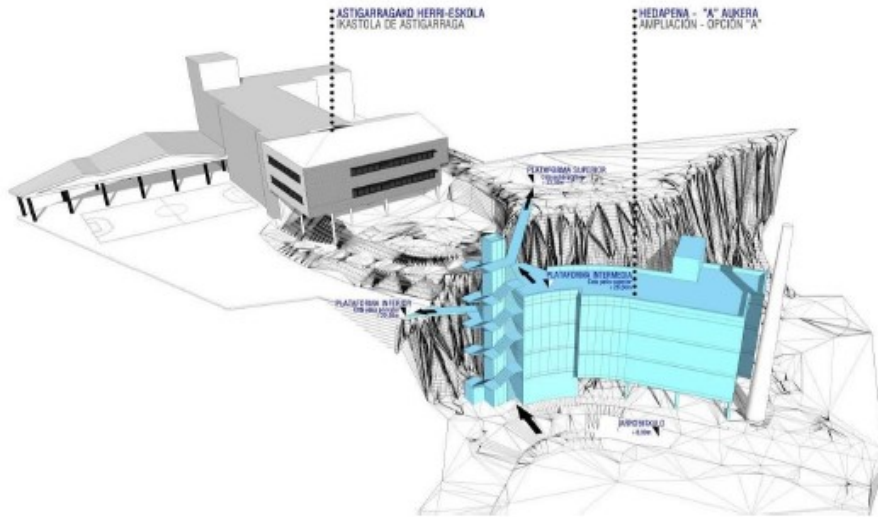 ASTIGARRAGAKO HERRI-ESKOLA
IKASTOLA DE ASTIGARRAGA
HEDAPENA - "A" AUKERA
AMPLIACIÓN - OPCIÓN "A"
PLATAFORMA SUPERIOR
PLATAFORMA INTERMEDIA
PLATAFORMA INFERIOR